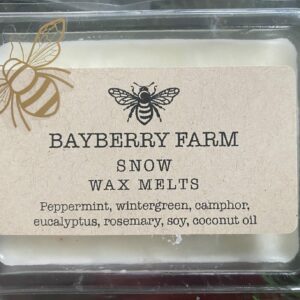 BAYBERRY FARM
SNOW
WAX MELTS
Peppermint, wintergreen, camphor,
eucalyptus, rosemary, soy, coconut oil